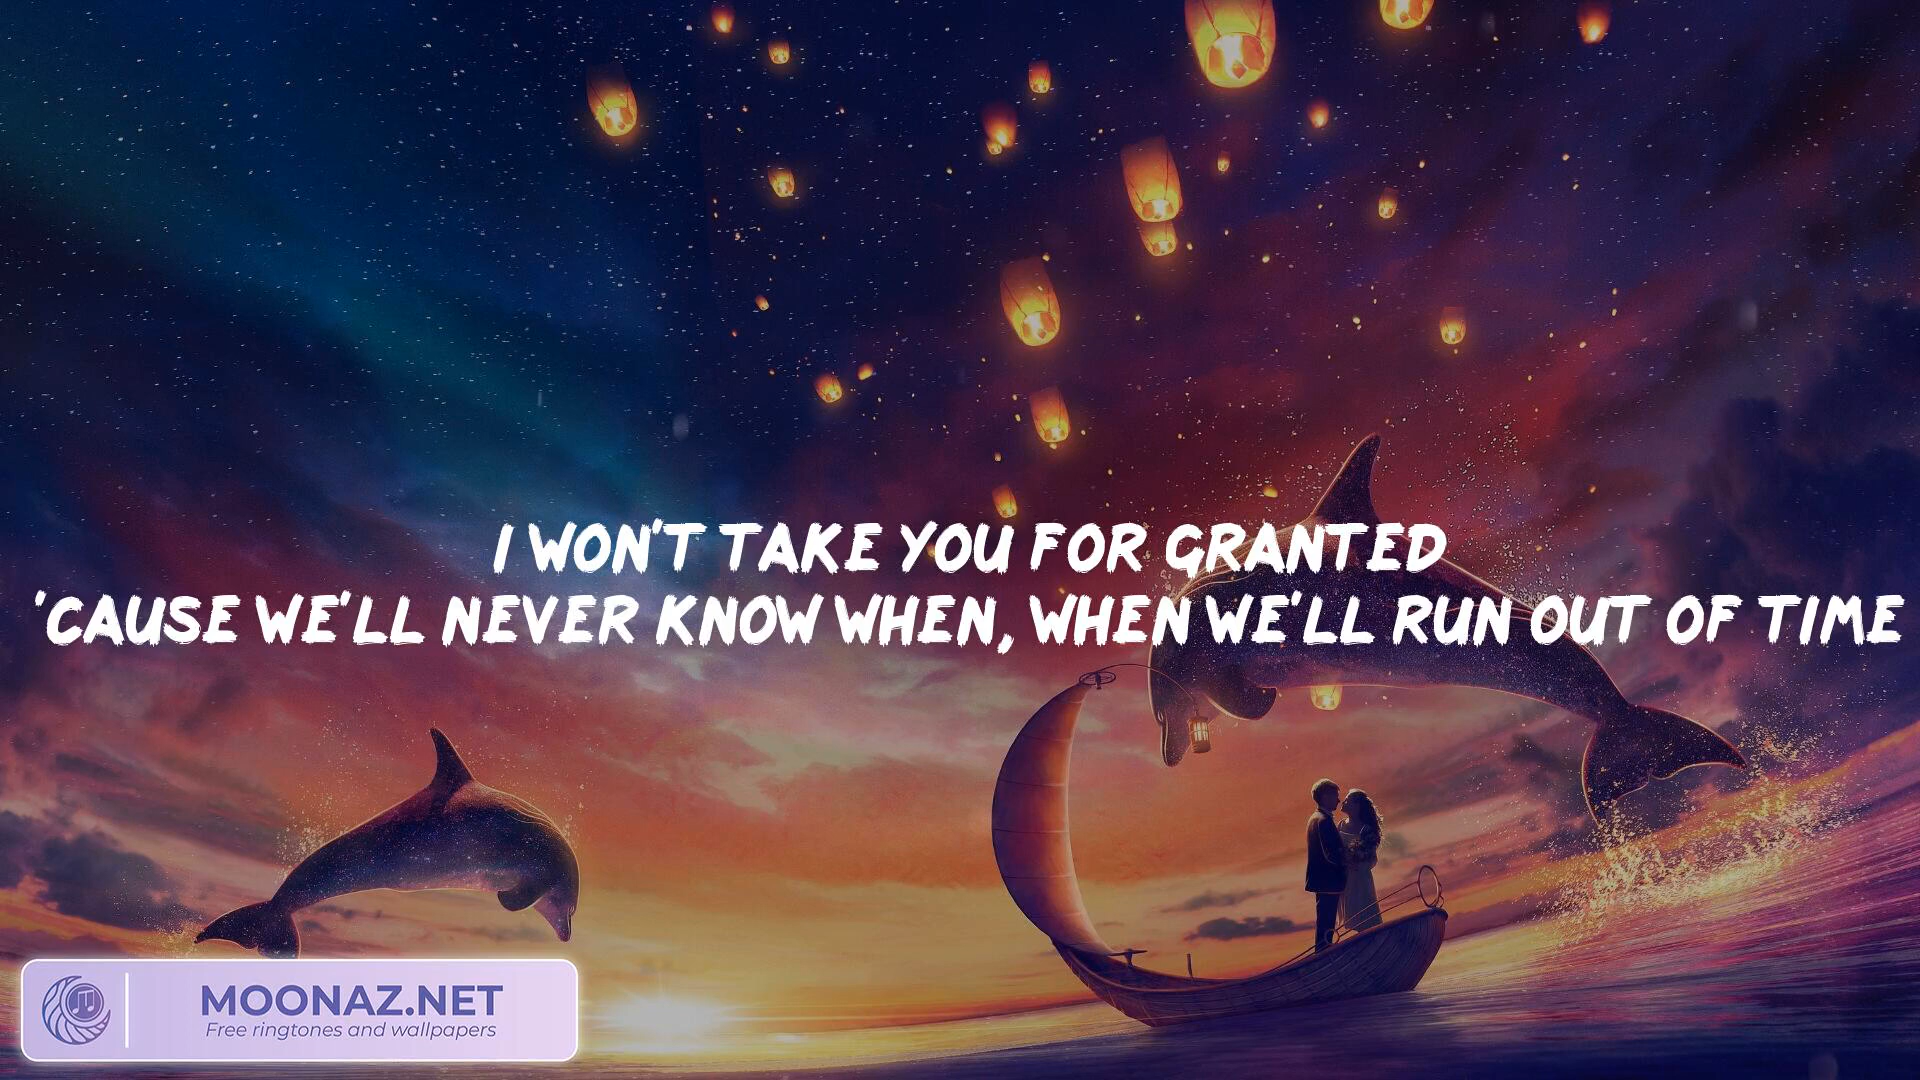 I WON'T TAKE YOU FOR GRANTED
'CAUSE WE'LL NEVER KNOW WHEN, WHEN WE'LL RUN OUT OF TIME
MOONAZ.NET
Free ringtones and wallpapers